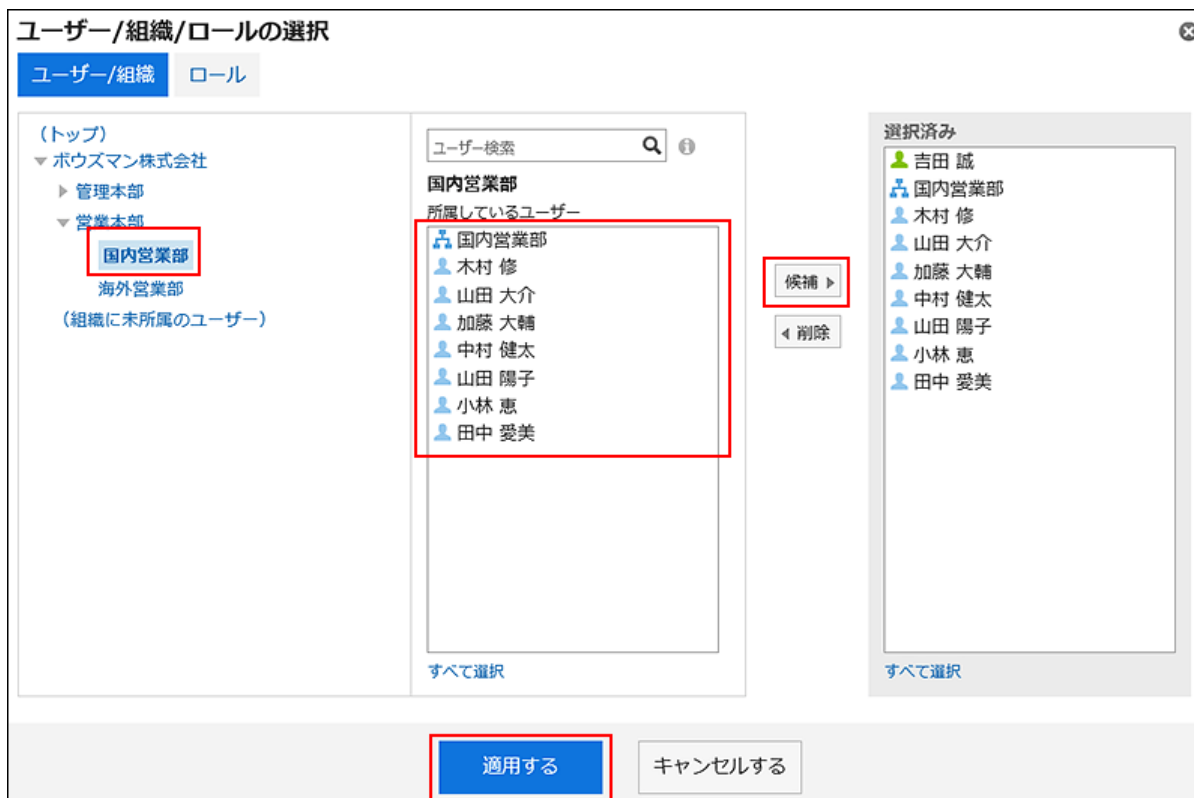 ユーザー/組織/ロールの選択
ユーザー/組織
ロール
(トップ)
ボウズマン株式会社
管理本部
営業本部
国内営業部
海外営業部
(組織に未所属のユーザー)
ユーザー検索
国内営業部
所属しているユーザー
国内営業部
木村 修
山田 大介
加藤 大輔
中村 健太
山田 陽子
小林 恵
田中 愛美
すべて選択
候補
削除
選択済み
吉田 誠
国内営業部
木村 修
山田 大介
加藤 大輔
中村 健太
山田 陽子
小林 恵
田中 愛美
すべて選択
適用する
キャンセルする